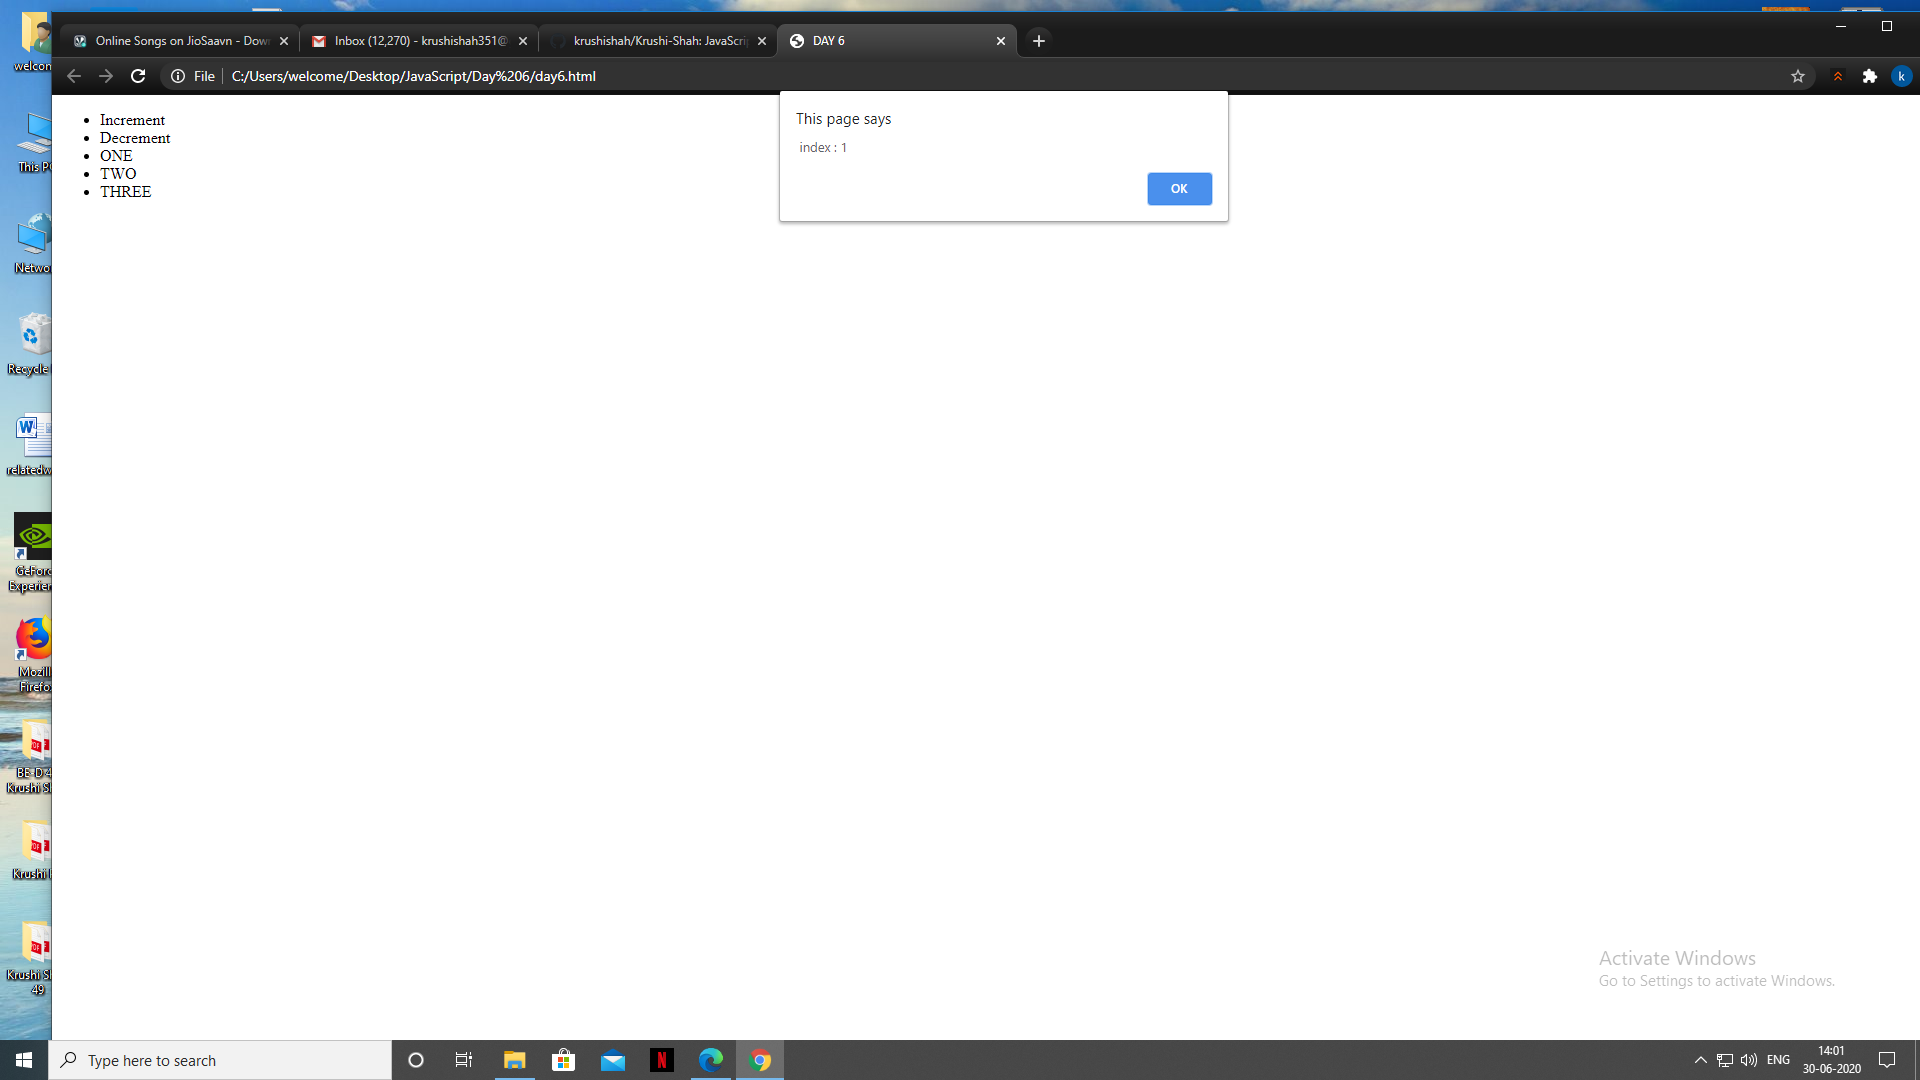 Online Songs on JioSaavn - Dow
Inbox (12,270) - krushishah351@
krushishah/Krushi-Shah: JavaScri
DAY 6
File
C:/Users/welcome/Desktop/JavaScript/Day%206/day6.html
k
This page says
index : 1
OK
Increment
Decrement
ONE
TWO
THREE
welcom
This P
Netwo
Recycle
W
relatedw
GeForc
Experien
Mozill
Firefo
BE-D 4
Krushi S
Krushi
Krushi S
49
Activate Windows
Go to Settings to activate Windows.
Type here to search
N
ENG
14:01
30-06-2020